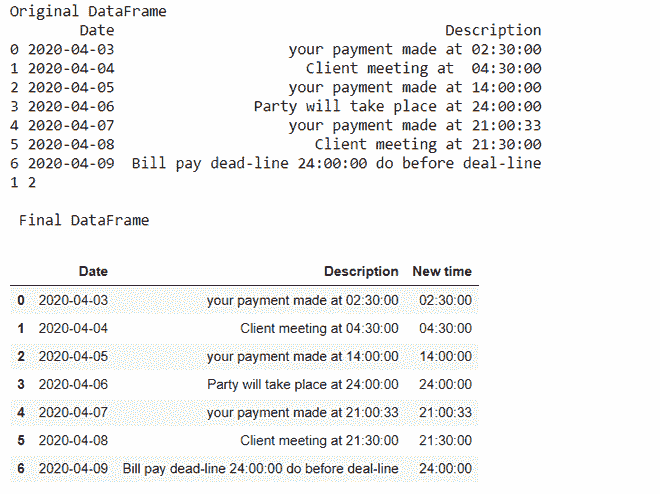 Original DataFrame
Date Description
0 2020-04-03 your payment made at 02:30:00
1 2020-04-04 Client meeting at  04:30:00
2 2020-04-05 your payment made at 14:00:00
3 2020-04-06 Party will take place at 24:00:00
4 2020-04-07 your payment made at 21:00:33
5 2020-04-08 Client meeting at 21:30:00
6 2020-04-09 Bill pay dead-line 24:00:00 do before deal-line
1 2
Final DataFrame
Date Description New time
0 2020-04-03 your payment made at 02:30:00 02:30:00
1 2020-04-04 Client meeting at 04:30:00 04:30:00
2 2020-04-05 your payment made at 14:00:00 14:00:00
3 2020-04-06 Party will take place at 24:00:00 24:00:00
4 2020-04-07 your payment made at 21:00:33 21:00:33
5 2020-04-08 Client meeting at 21:30:00 21:30:00
6 2020-04-09 Bill pay dead-line 24:00:00 do before deal-line 24:00:00